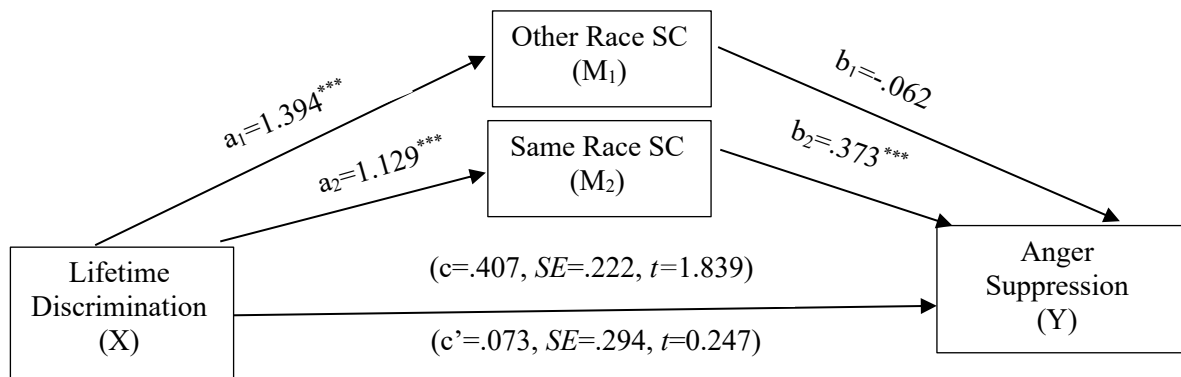 Other Race SC
(M₁)
a₁=1.394***
b₁=-.062
Same Race SC
(M₂)
a₂=1.129***
b₂=.373***
Lifetime
Discrimination
(X)
(c=.407, SE=.222, t=1.839)
(c’=.073, SE=.294, t=0.247)
Anger
Suppression
(Y)